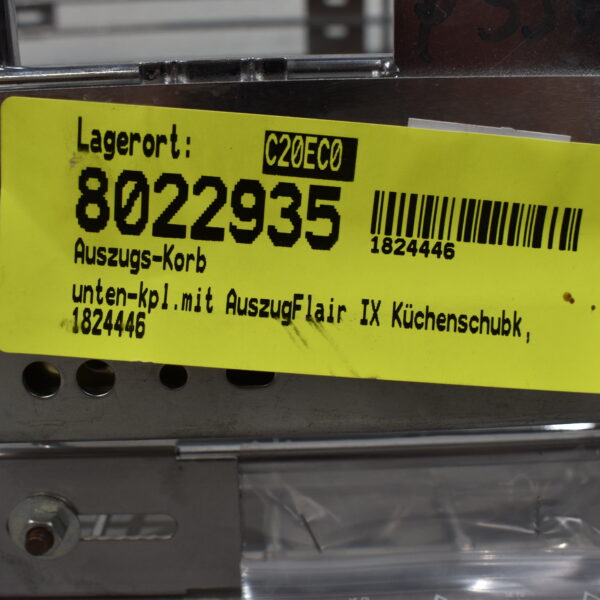 Lagerort: C20EC0
8022935
1824446
Auszugs-Korb
unten-kpl.mit AuszugFlair IX Küchenschubk,
1824446